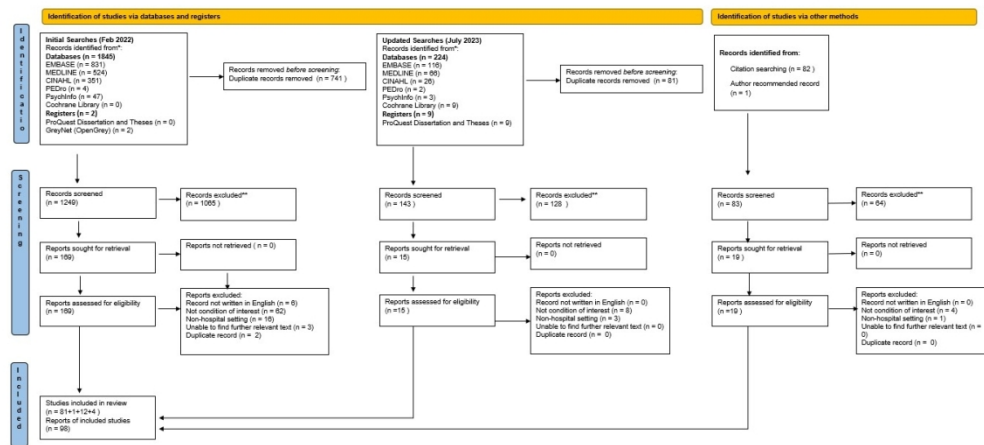 Identification of studies via databases and registers
Identification of studies via other methods
Identificatio
Initial Searches (Feb 2022)
Records identified from*:
Databases (n = 1845)
EMBASE (n = 831)
MEDLINE (n = 524)
CINAHL (n = 351)
PEDro (n = 4)
PsychInfo (n = 47)
Cochrane Library (n = 0)
Registers (n = 2)
ProQuest Dissertation and Theses (n = 0)
GreyNet (OpenGrey) (n = 2)
Records removed before screening:
Duplicate records removed (n = 741 )
Updated Searches (July 2023)
Records identified from*:
Databases (n = 224)
EMBASE (n = 116)
MEDLINE (n = 66)
CINAHL (n = 26)
PEDro (n = 2)
PsychInfo (n = 3)
Cochrane Library (n = 9)
Registers (n = 9)
ProQuest Dissertation and Theses (n = 9)
Records removed before screening:
Duplicate records removed (n = 81)
Records identified from:
Citation searching (n = 82 )
Author recommended record
(n = 1)
Screening
Records screened
(n = 1249)
Records excluded**
(n = 1065 )
Records screened
(n = 143 )
Records excluded**
(n = 128 )
Records screened
(n = 83)
Records excluded**
(n = 64)
Reports sought for retrieval
(n = 169)
Reports not retrieved ( n = 0)
Reports sought for retrieval
(n = 15)
Reports not retrieved
(n = 0)
Reports sought for retrieval
(n = 19 )
Reports not retrieved
(n = 0)
Reports assessed for eligibility
(n = 169)
Reports excluded:
Record not written in English (n = 6)
Not condition of interest (n = 62)
Non-hospital setting (n = 16)
Unable to find further relevant text (n = 3)
Duplicate record (n = 2)
Reports assessed for eligibility
(n =15 )
Reports excluded:
Record not written in English (n = 0)
Not condition of interest (n = 8)
Non-hospital setting (n = 3)
Unable to find further relevant text (n = 0)
Duplicate record (n = 0)
Reports assessed for eligibility
(n =19 )
Reports excluded:
Record not written in English (n = 0)
Not condition of interest (n = 4)
Non-hospital setting (n = 1)
Unable to find further relevant text (n =
0)
Duplicate record (n = 0)
Included
Studies included in review
(n = 81+1+12+4 )
Reports of included studies
(n = 98)